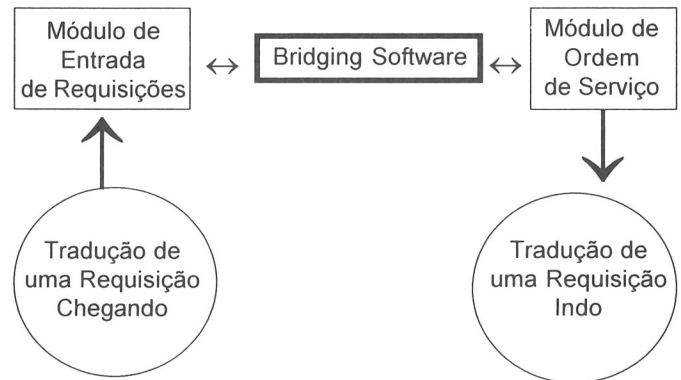 Módulo de
Entrada
de Requisições
Bridging Software
Módulo de
Ordem
de Serviço
Tradução de
uma Requisição
Chegando
Tradução de
uma Requisição
Indo